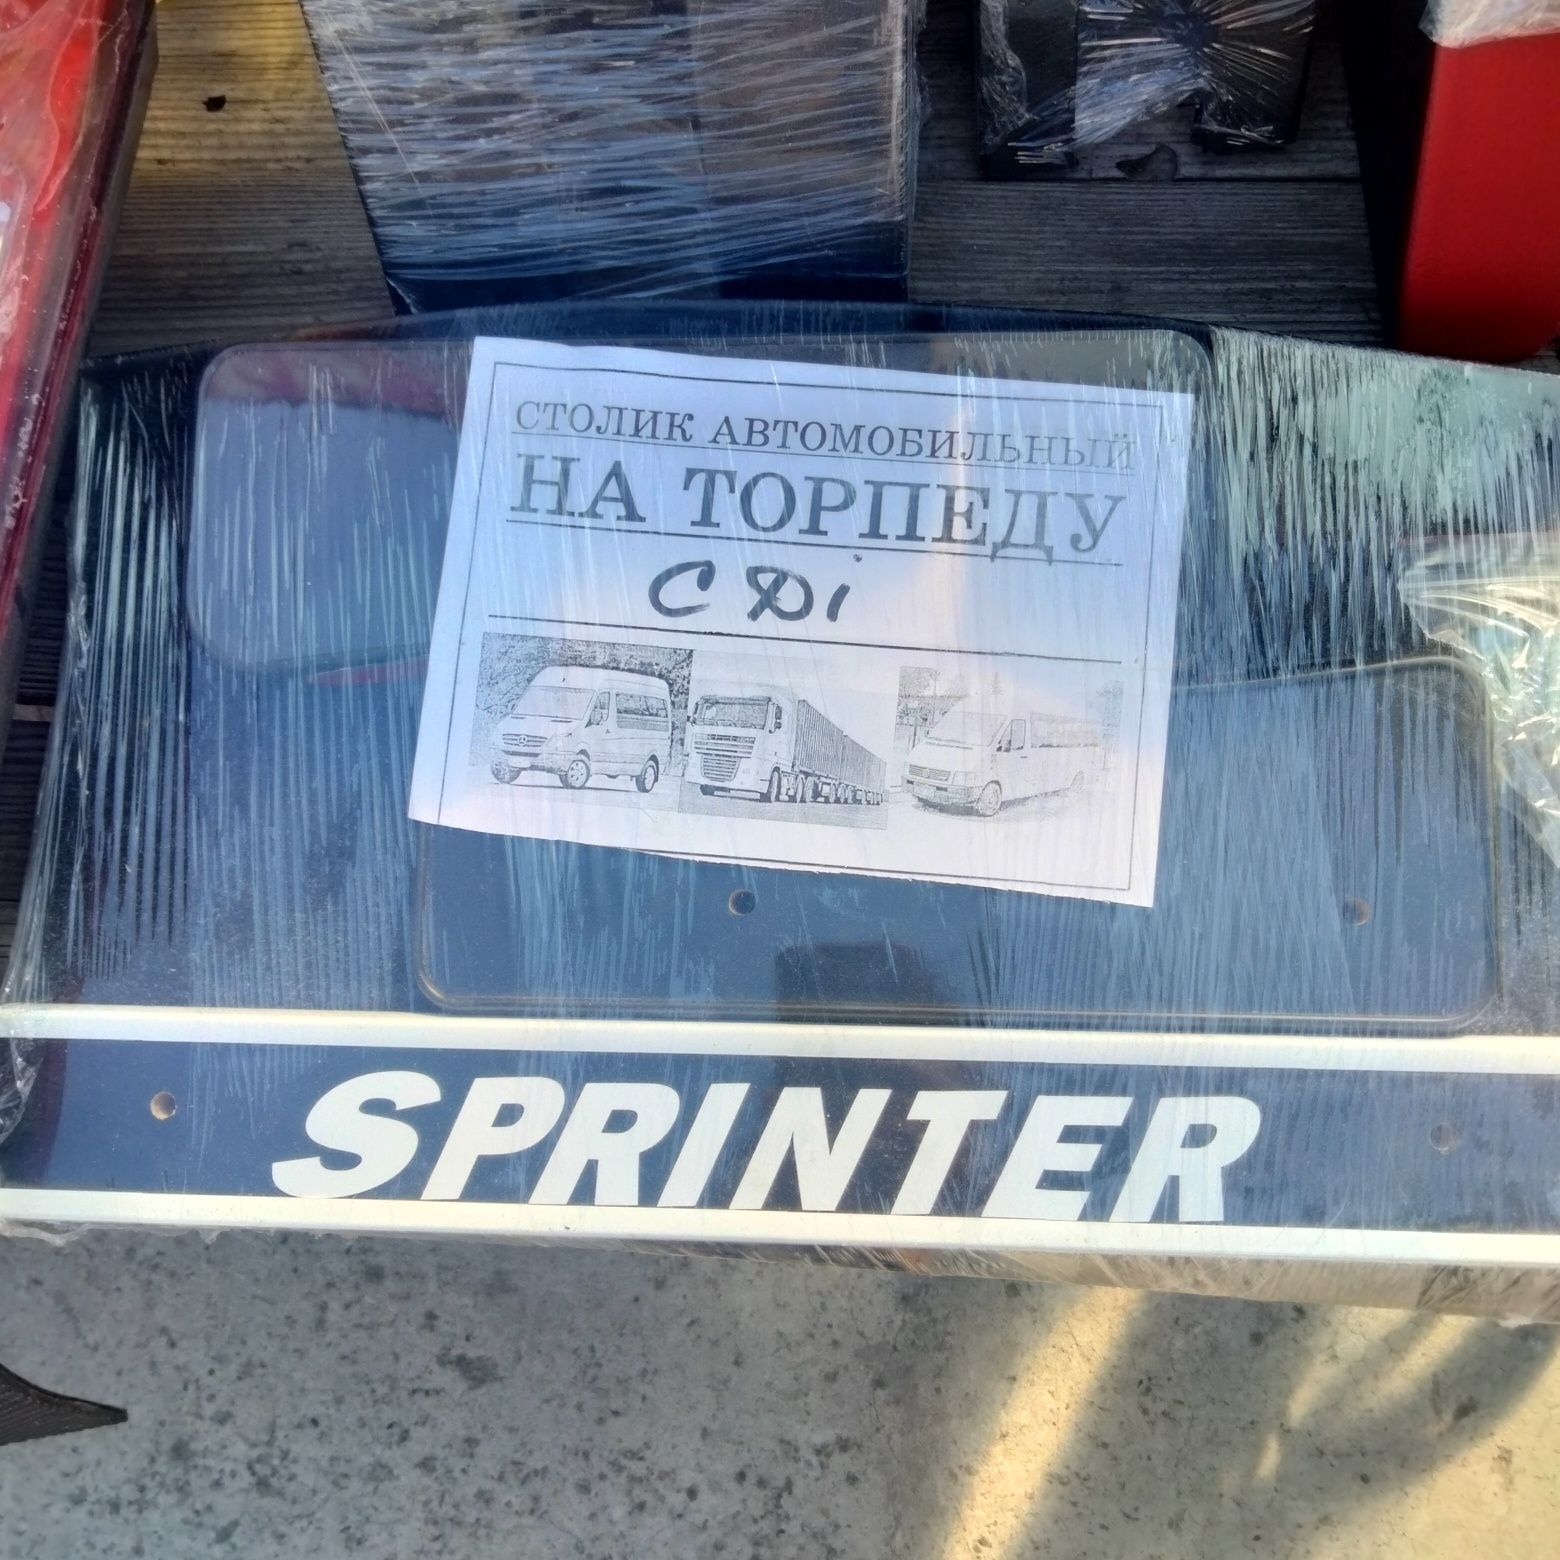 СТОЛИК АВТОМОБИЛЬНЫЙ
НА ТОРПЕДУ
CDi
SPRINTER